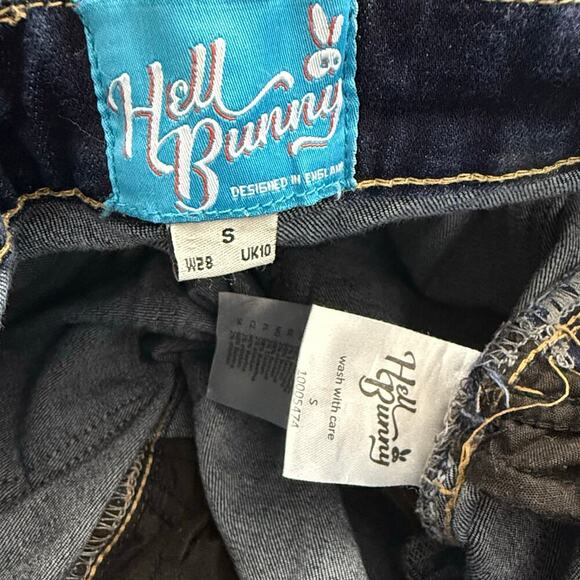 Hell
Bunny
DESIGNED IN ENGLAND
S
W28 UK10
Hell
Bunny
wash with care
S
10005474